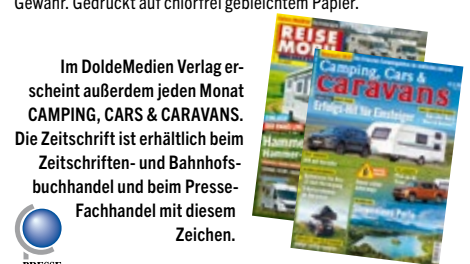 Gewähr. Gedruckt auf chlorfrei gebleichtem Papier.
Im DoldeMedien Verlag er-
scheint außerdem jeden Monat
CAMPING, CARS & CARAVANS.
Die Zeitschrift ist erhältlich beim
Zeitschriften- und Bahnhofs-
buchhandel und beim Presse-
Fachhandel mit diesem
Zeichen.
PRESSE
REISE
MOBIL
Camping, Cars &
Caravans
Erfolgs-Hit für Einsteiger
Hammer